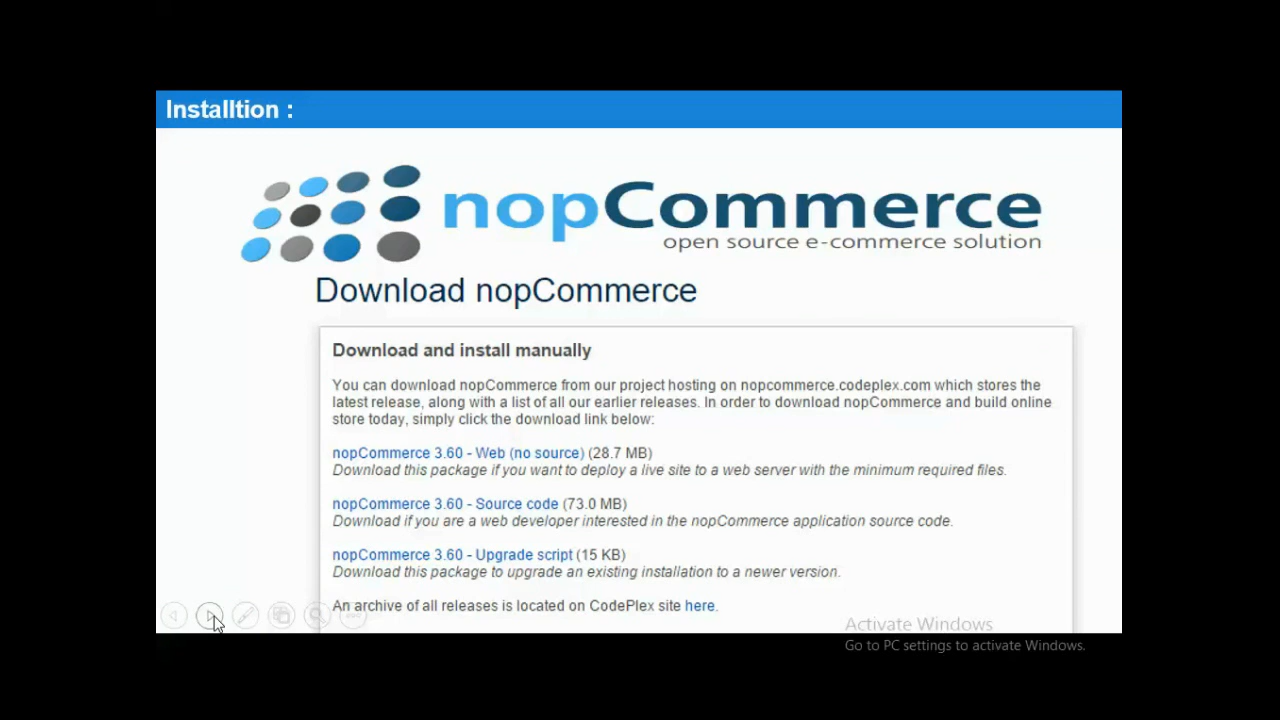 Installtion :
nopCommerce
open source e-commerce solution
Download nopCommerce
Download and install manually
You can download nopCommerce from our project hosting on nopcommerce.codeplex.com which stores the
latest release, along with a list of all our earlier releases. In order to download nopCommerce and build online
store today, simply click the download link below:
nopCommerce 3.60 - Web (no source) (28.7 MB)
Download this package if you want to deploy a live site to a web server with the minimum required files.
nopCommerce 3.60 - Source code (73.0 MB)
Download if you are a web developer interested in the nopCommerce application source code.
nopCommerce 3.60 - Upgrade script (15 KB)
Download this package to upgrade an existing installation to a newer version.
An archive of all releases is located on CodePlex site here.
Activate Windows
Go to PC settings to activate Windows.